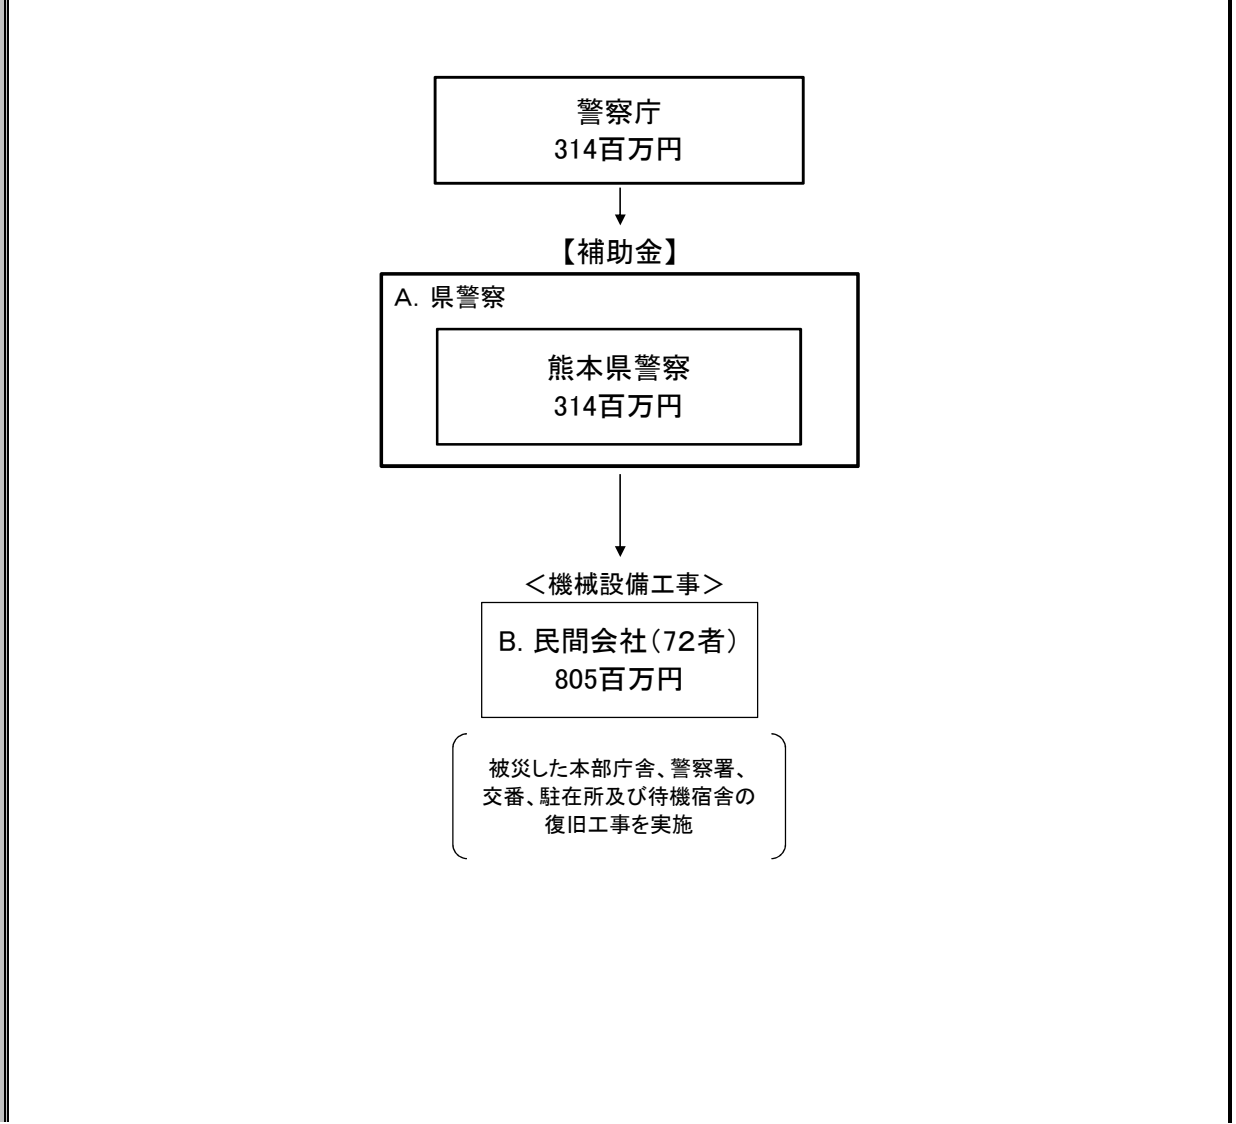 警察庁
314百万円
【補助金】
A. 県警察
熊本県警察
314百万円
＜機械設備工事＞
B. 民間会社（72者）
805百万円
被災した本部庁舎、警察署、
交番、駐在所及び待機宿舎の
復旧工事を実施